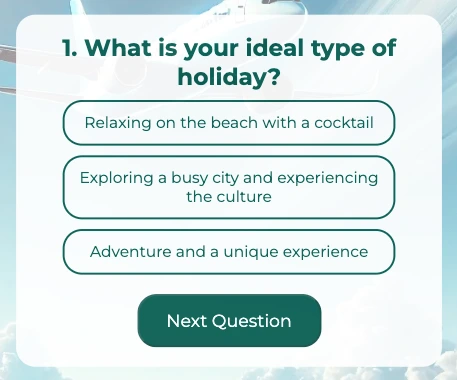 1. What is your ideal type of
holiday?
Relaxing on the beach with a cocktail
Exploring a busy city and experiencing
the culture
Adventure and a unique experience
Next Question